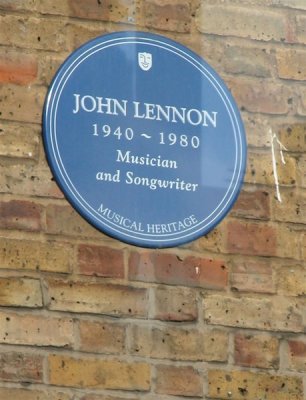 JOHN LENNON
1940 ~ 1980
Musician
and Songwriter
MUSICAL HERITAGE